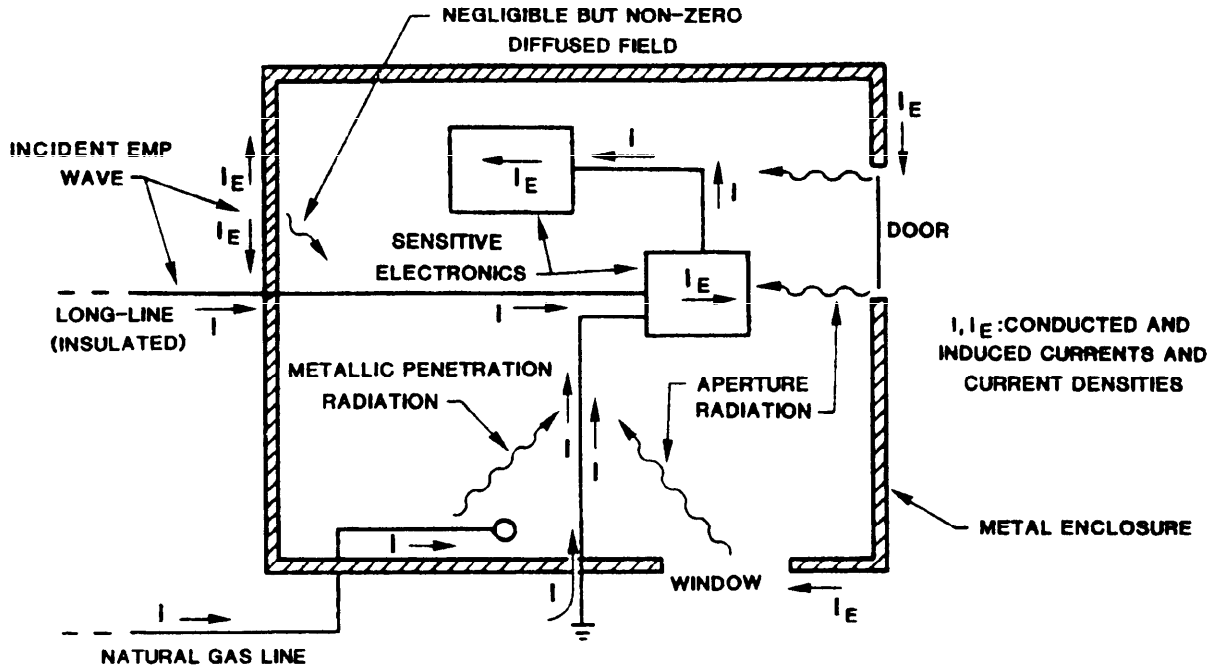 NEGLIGIBLE BUT NON-ZERO
DIFFUSED FIELD
I E
INCIDENT EMP
WAVE
I E
I
I E
I
I E
SENSITIVE
ELECTRONICS
DOOR
I E
LONG-LINE
(INSULATED)
I
I
I, I E : CONDUCTED AND
INDUCED CURRENTS AND
CURRENT DENSITIES
METALLIC PENETRATION
RADIATION
APERTURE
RADIATION
I
I
METAL ENCLOSURE
I
WINDOW
I
I E
I
NATURAL GAS LINE